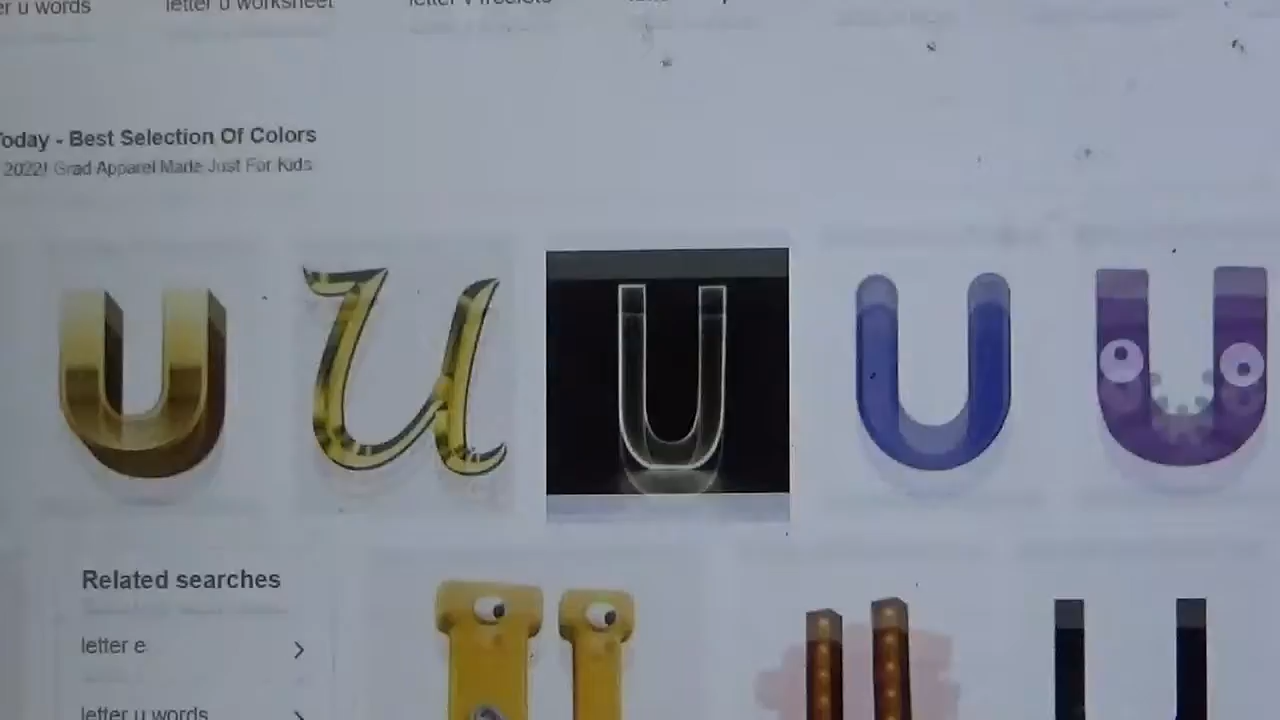 er u words
letter u worksheet
Today - Best Selection Of Colors
2022! Grad Apparel Made Just For Kids
U
U
U
U
U
Related searches
letter e
letter u words
U
U
U